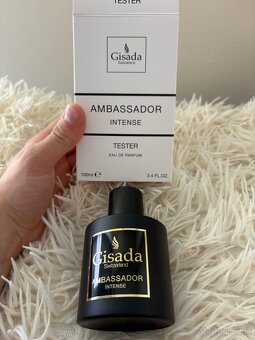 TESTER
Gisada
Switzerland
AMBASSADOR
INTENSE
TESTER
EAU DE PARFUM
100ml e
3.4 FL.OZ.
Gisada
Switzerland
AMBASSADOR
INTENSE